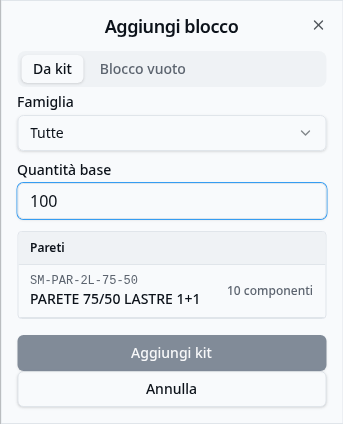 Aggiungi blocco
Da kit
Blocco vuoto
Famiglia
Tutte
Quantità base
100
Pareti
SM-PAR-2L-75-50
PARETE 75/50 LASTRE 1+1
10 componenti
Aggiungi kit
Annulla